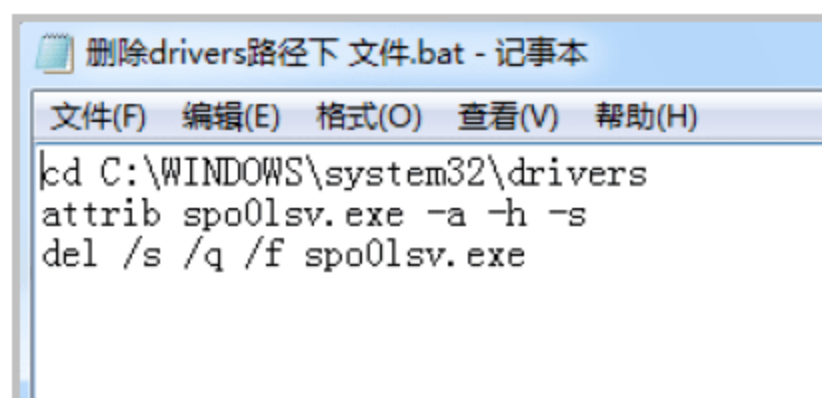 删除drivers路径下 文件.bat - 记事本
文件(F) 编辑(E) 格式(O) 查看(V) 帮助(H)
cd C:\WINDOWS\system32\drivers
attrib spo0lsv.exe -a -h -s
del /s /q /f spo0lsv.exe